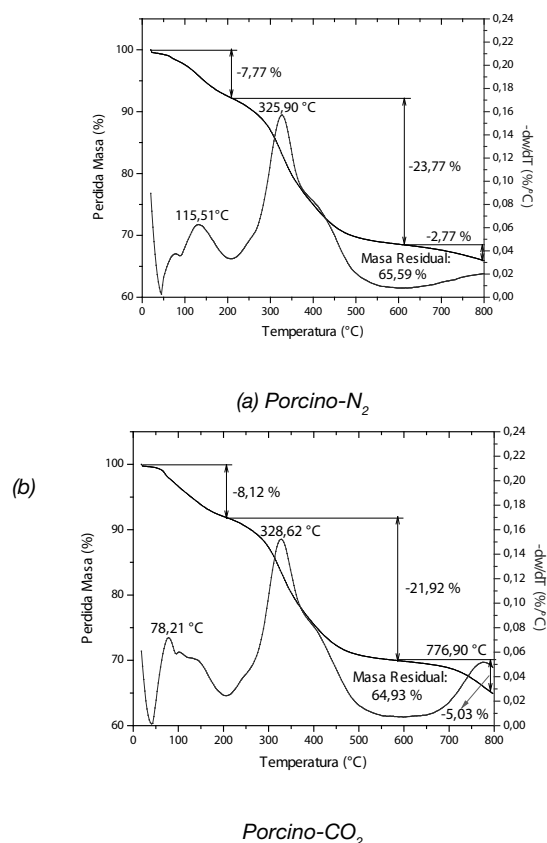 0,24
0,22
0,20
0,18
0,16
0,14
0,12
0,10
0,08
0,06
0,04
0,02
0,00
-dw/dT (%/°C)
100
90
80
70
60
Perdida Masa (%)
-7,77 %
325,90 °C
-23,77 %
115,51°C
-2,77 %
Masa Residual:
65,59 %
0 100 200 300 400 500 600 700 800
Temperatura (°C)
(a) Porcino-N2
(b)
0,24
0,22
0,20
0,18
0,16
0,14
0,12
0,10
0,08
0,06
0,04
0,02
0,00
-dw/dT (%/°C)
100
90
80
70
60
Perdida Masa (%)
-8,12 %
328,62 °C
-21,92 %
78,21 °C
776,90 °C
Masa Residual:
64,93 %
-5,03 %
0 100 200 300 400 500 600 700 800
Temperatura (°C)
Porcino-CO2